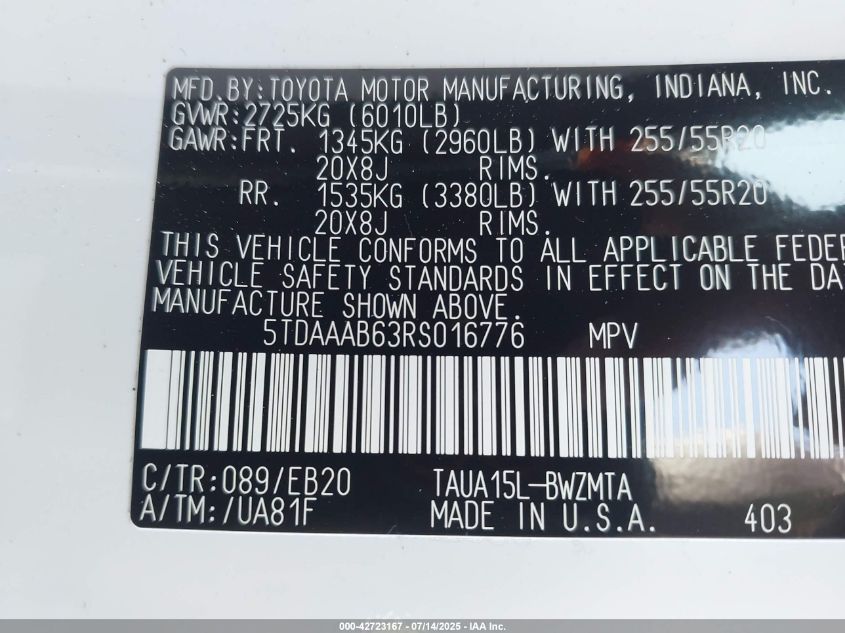 MFD. BY: TOYOTA MOTOR MANUFACTURING, INDIANA, INC.
GVWR: 2725KG (6010LB)
GAWR: FRT. 1345KG (2960LB) WITH 255/55R20
20X8J RIMS.
RR. 1535KG (3380LB) WITH 255/55R20
20X8J RIMS.
THIS VEHICLE CONFORMS TO ALL APPLICABLE FEDER
VEHICLE SAFETY STANDARDS IN EFFECT ON THE DA
MANUFACTURE SHOWN ABOVE.
5TDAAAB63RS016776 MPV
C/TR: 089/EB20 TAUA15L-BWZMTA
A/TM: /UA81F MADE IN U.S.A. 403
000-42723167 - 07/14/2025 - IAA Inc.